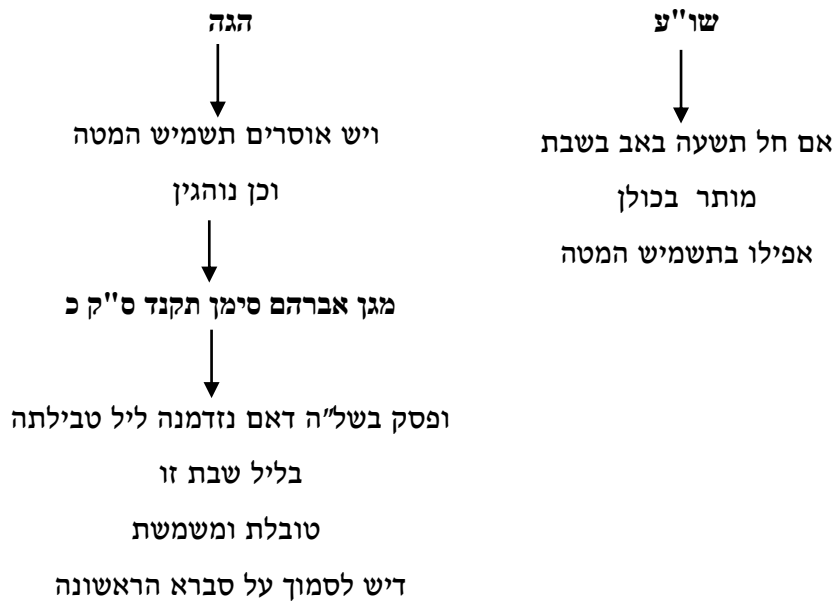 שו"ע
אם חל תשעה באב בשבת
מותר בכולן
אפילו בתשמיש המטה
הגה
ויש אוסרים תשמיש המטה
וכן נוהגין
מגן אברהם סימן תקנד ס"ק כ
ופסק בשל"ה דאם נזדמנה ליל טבילתה
בליל שבת זו
טובלת ומשמשת
דיש לסמוך על סברא הראשונה